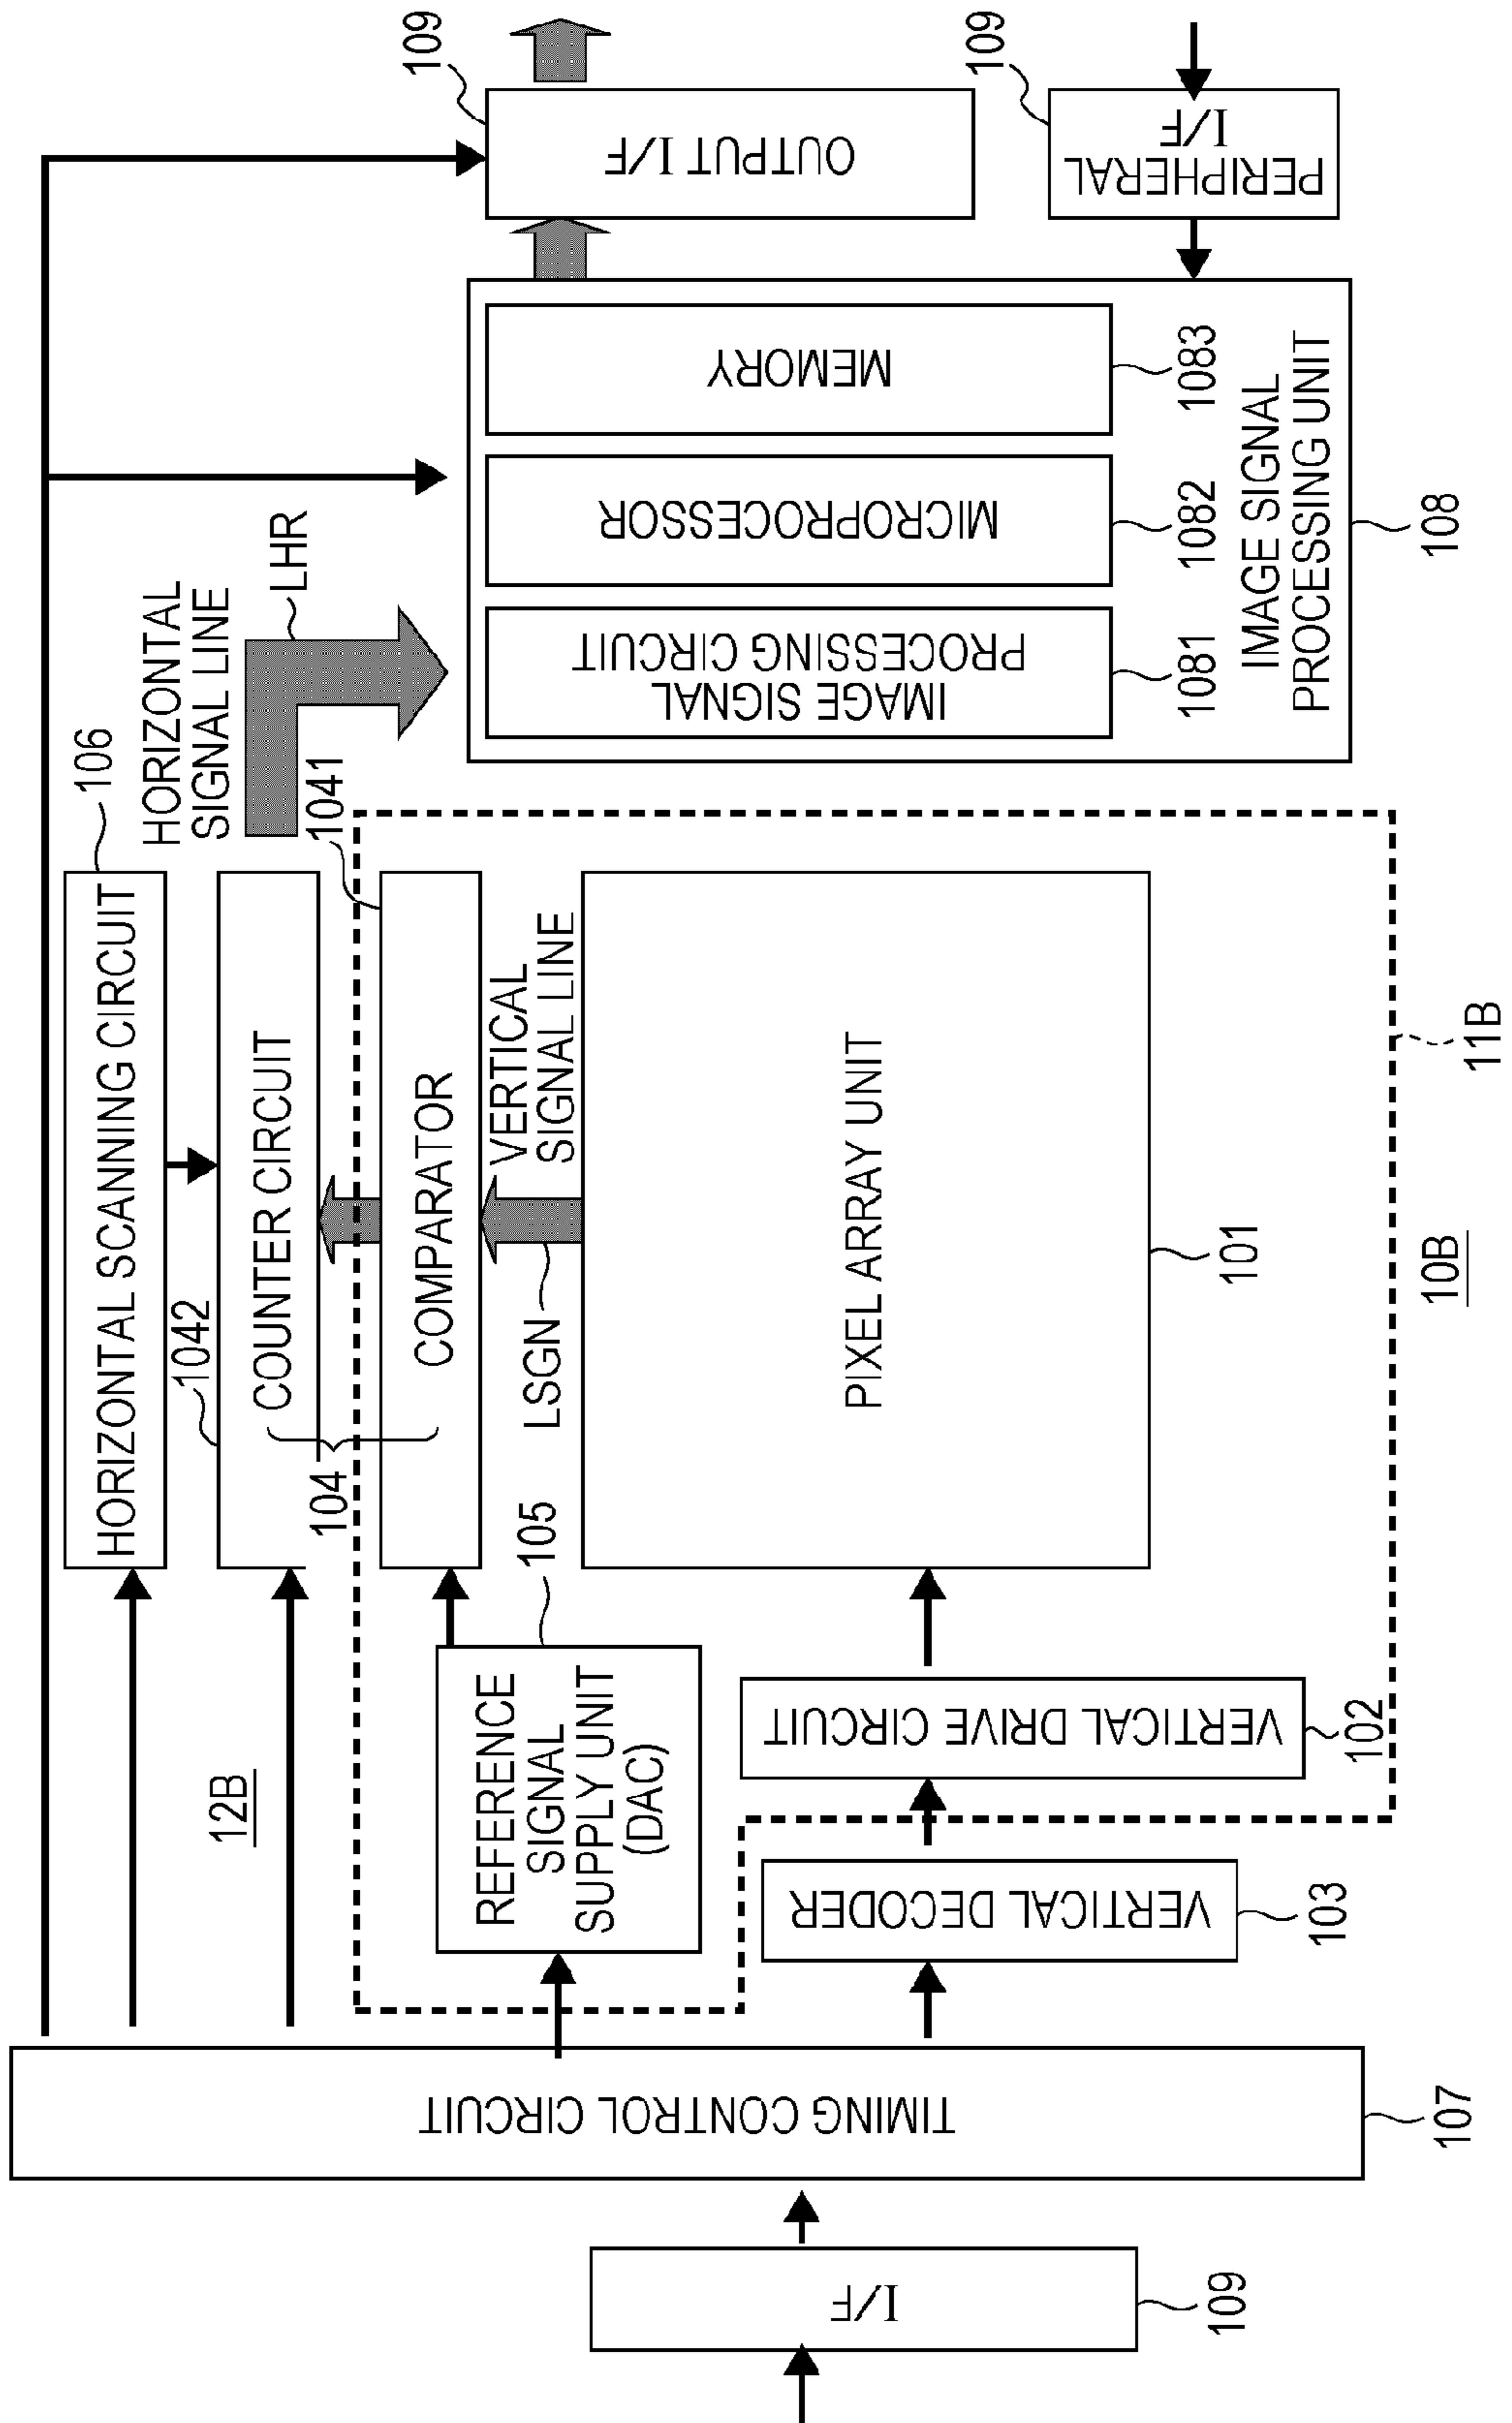 HORIZONTAL SCANNING CIRCUIT
106
HORIZONTAL
SIGNAL LINE
LHR
12B
1042
COUNTER CIRCUIT
104
1041
COMPARATOR
VERTICAL
SIGNAL LINE
LSGN
105
REFERENCE
SIGNAL
SUPPLY UNIT
(DAC)
PIXEL ARRAY UNIT
101
VERTICAL DRIVE CIRCUIT
102
VERTICAL DECODER
103
TIMING CONTROL CIRCUIT
107
I/F
109
10B
11B
IMAGE SIGNAL
PROCESSING CIRCUIT
1081
MICROPROCESSOR
1082
MEMORY
1083
IMAGE SIGNAL
PROCESSING UNIT
108
OUTPUT I/F
109
PERIPHERAL
I/F
109